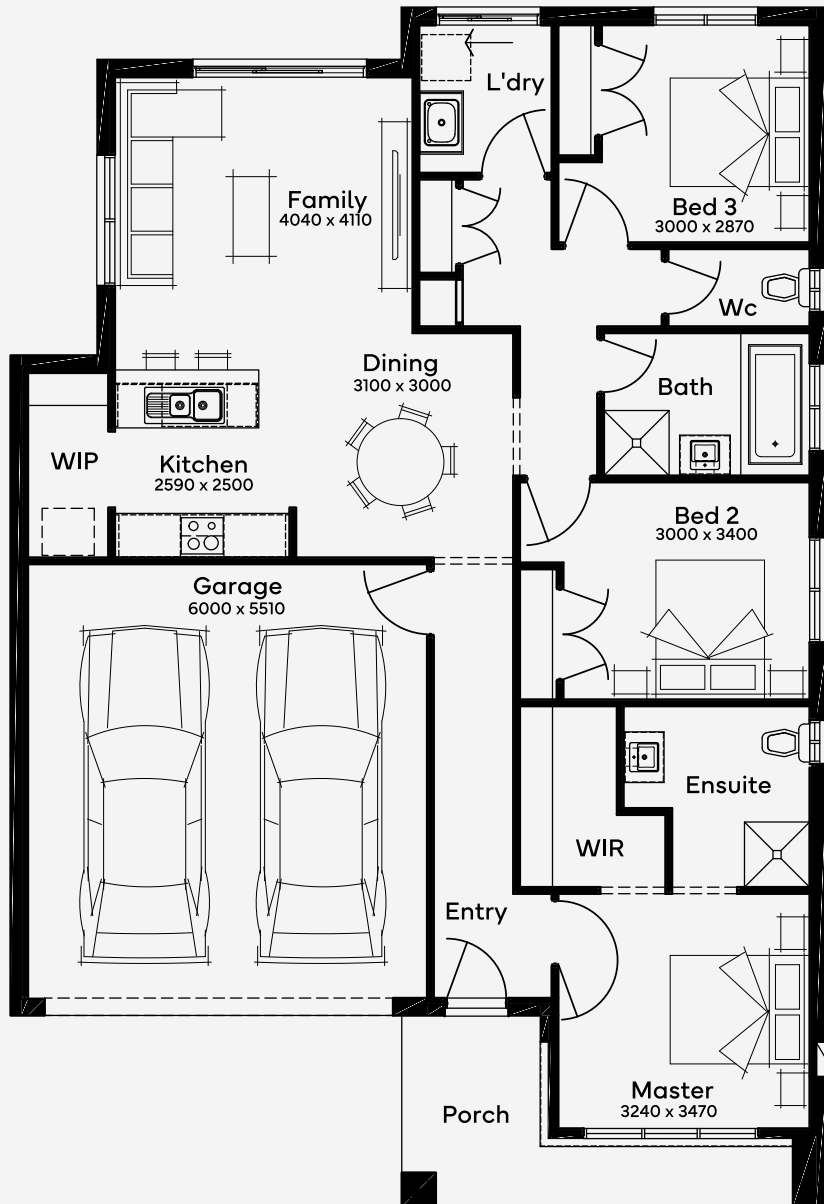 L'dry
Family
4040 x 4110
Bed 3
3000 x 2870
Wc
Dining
3100 x 3000
Bath
WIP
Kitchen
2590 x 2500
Bed 2
3000 x 3400
Garage
6000 x 5510
Ensuite
WIR
Entry
Master
3240 x 3470
Porch